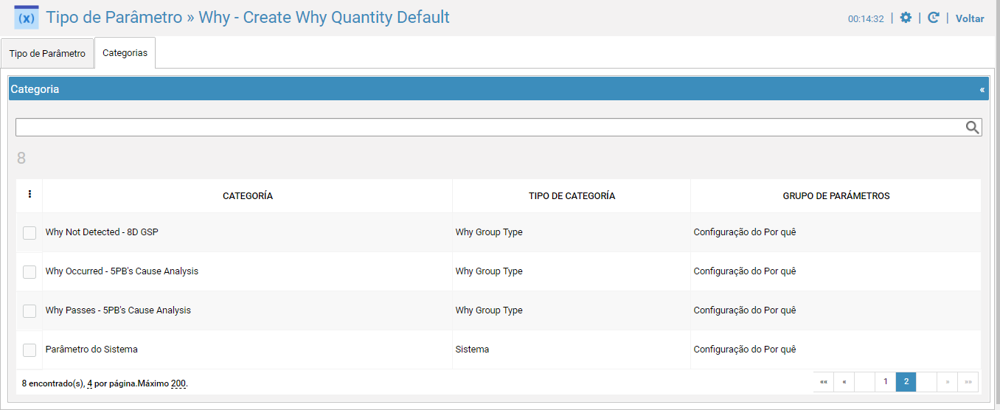 (x) Tipo de Parâmetro » Why - Create Why Quantity Default
00:14:32 | | | Voltar
Tipo de Parâmetro Categorias
Categoria «
8
CATEGORÍA TIPO DE CATEGORÍA GRUPO DE PARÁMETROS
Why Not Detected - 8D GSP Why Group Type Configuração do Por quê
Why Occurred - 5PB's Cause Analysis Why Group Type Configuração do Por quê
Why Passes - 5PB's Cause Analysis Why Group Type Configuração do Por quê
Parâmetro do Sistema Sistema Configuração do Por quê
8 encontrado(s), 4 por página.Máximo 200.
«« « 1 2 » »»